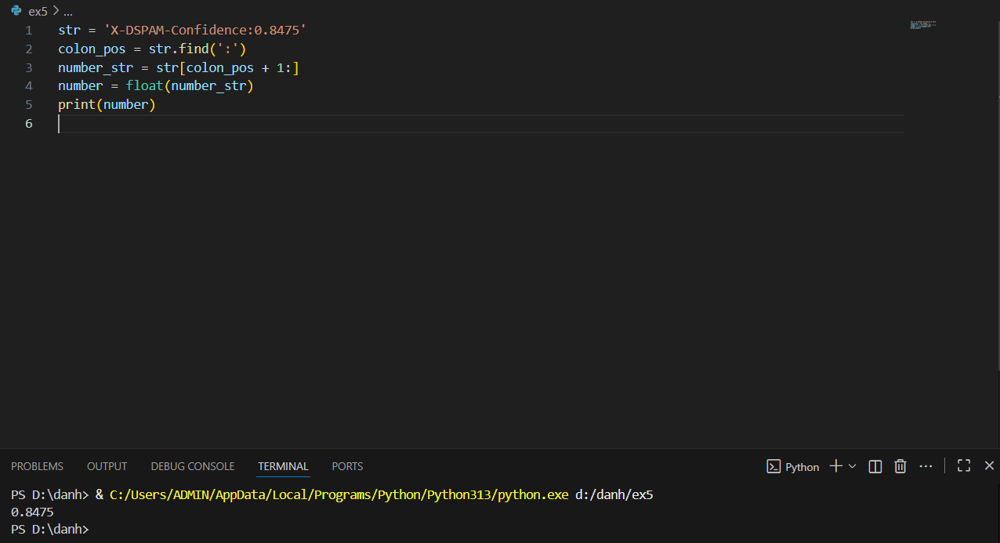 ex5 > ...
1 str = 'X-DSPAM-Confidence:0.8475'
2 colon_pos = str.find(':')
3 number_str = str[colon_pos + 1:]
4 number = float(number_str)
5 print(number)
6
PROBLEMS OUTPUT DEBUG CONSOLE TERMINAL PORTS Python
PS D:\danh> & C:/Users/ADMIN/AppData/Local/Programs/Python/Python313/python.exe d:/danh/ex5
0.8475
PS D:\danh>